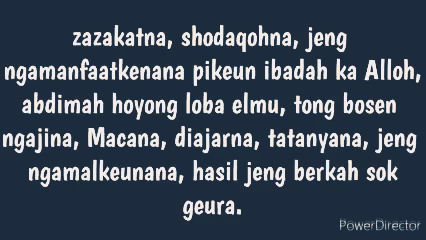 zazakatna, shodaqohna, jeng
ngamanfaatkenana pikeun ibadah ka Alloh,
abdimah hoyong loba elmu, tong bosen
ngajina, Macana, diajarna, tatanyana, jeng
ngamalkeunana, hasil jeng berkah sok
geura.
PowerDirector